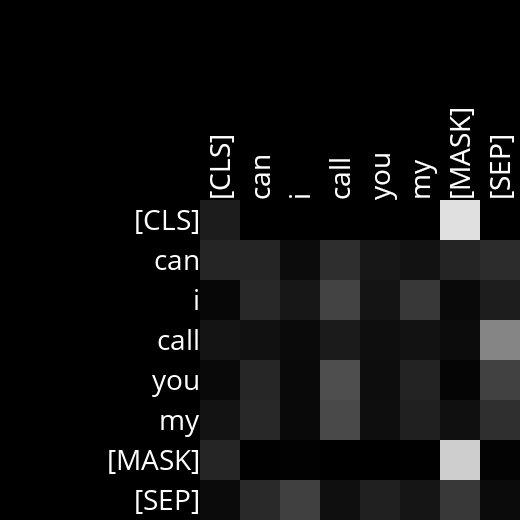 [CLS] can i call you my [MASK] [SEP]
[CLS]
can
i
call
you
my
[MASK]
[SEP]